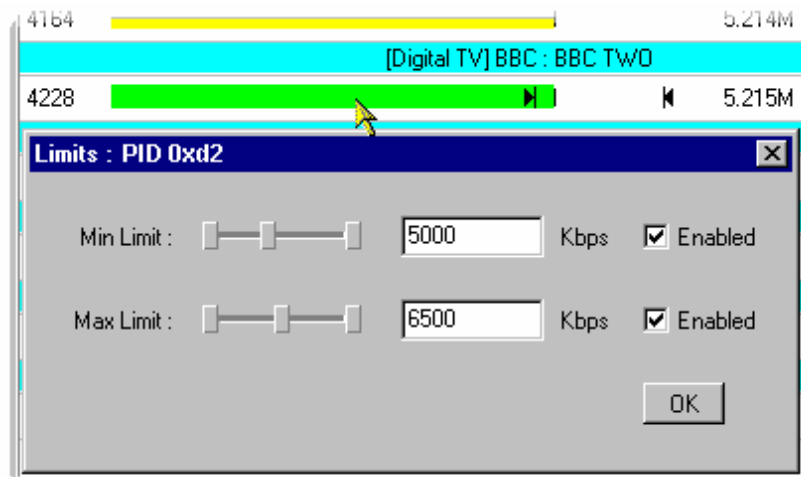 4164 5.214M
[Digital TV] BBC : BBC TWO
4228 5.215M
Limits : PID 0xd2
Min Limit : 5000 Kbps Enabled
Max Limit : 6500 Kbps Enabled
OK